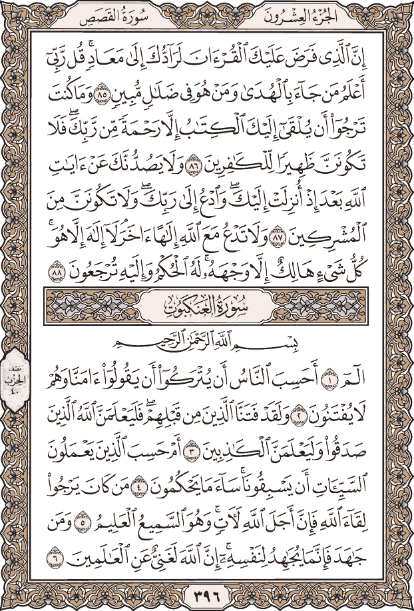 سُورَةُ القَصَصِ
الجُزْءُ العِشْرُونَ
إِنَّ ٱلَّذِى فَرَضَ عَلَيْكَ ٱلْقُرْءَانَ لَرَآدُّكَ إِلَىٰ مَعَادٍ ۚ قُل رَّبِّىٓ
أَعْلَمُ مَن جَآءَ بِٱلْهُدَىٰ وَمَنْ هُوَ فِى ضَلَٰلٍ مُّبِينٍ ٨٥ وَمَا كُنتَ
تَرْجُوٓا۟ أَن يُلْقَىٰٓ إِلَيْكَ ٱلْكِتَٰبُ إِلَّا رَحْمَةً مِّن رَّبِّكَ ۖ فَلَا
تَكُونَنَّ ظَهِيرًا لِّلْكَٰفِرِينَ ٨٦ وَلَا يَصُدُّنَّكَ عَنْ ءَايَٰتِ
ٱللَّهِ بَعْدَ إِذْ أُنزِلَتْ إِلَيْكَ ۖ وَٱدْعُ إِلَىٰ رَبِّكَ ۖ وَلَا تَكُونَنَّ مِنَ
ٱلْمُشْرِكِينَ ٨٧ وَلَا تَدْعُ مَعَ ٱللَّهِ إِلَٰهًا ءَاخَرَ ۘ لَآ إِلَٰهَ إِلَّا هُوَ ۚ
كُلُّ شَىْءٍ هَالِكٌ إِلَّا وَجْهَهُۥ ۚ لَهُ ٱلْحُكْمُ وَإِلَيْهِ تُرْجَعُونَ ٨٨
سُورَةُ العَنكَبُوتِ
بِسْمِ ٱللَّهِ ٱلرَّحْمَٰنِ ٱلرَّحِيمِ
الٓمٓ ١ أَحَسِبَ ٱلنَّاسُ أَن يُتْرَكُوٓا۟ أَن يَقُولُوٓا۟ ءَامَنَّا وَهُمْ
لَا يُفْتَنُونَ ٢ وَلَقَدْ فَتَنَّا ٱلَّذِينَ مِن قَبْلِهِمْ ۖ فَلَيَعْلَمَنَّ ٱللَّهُ ٱلَّذِينَ
صَدَقُوا۟ وَلَيَعْلَمَنَّ ٱلْكَٰذِبِينَ ٣ أَمْ حَسِبَ ٱلَّذِينَ يَعْمَلُونَ
ٱلسَّيِّـَٔاتِ أَن يَسْبِقُونَا ۚ سَآءَ مَا يَحْكُمُونَ ٤ مَن كَانَ يَرْجُوا۟
لِقَآءَ ٱللَّهِ فَإِنَّ أَجَلَ ٱللَّهِ لَءَاتٍ ۚ وَهُوَ ٱلسَّمِيعُ ٱلْعَلِيمُ ٥ وَمَن
جَٰهَدَ فَإِنَّمَا يُجَٰهِدُ لِنَفْسِهِۦٓ ۚ إِنَّ ٱللَّهَ لَغَنِىٌّ عَنِ ٱلْعَٰلَمِينَ ٦
الحزب
٤٠
٣٩٦